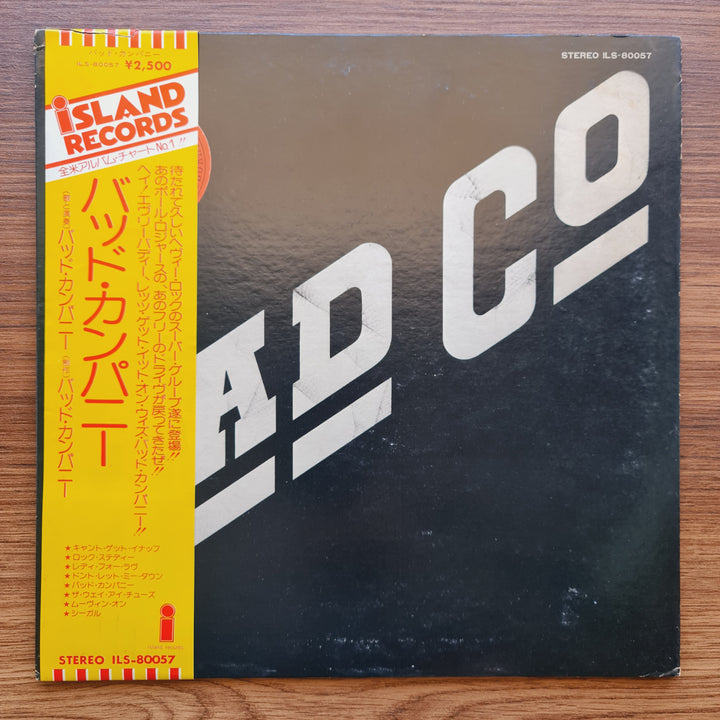 バッド・カンパニー
ILS-80057 ¥2,500
iSLAND
RECORDS
全米アルバム・チャートNo.1!!
待たれて久しいヘヴィー・ロックのスーパー・グループ遂に登場!!
あのポール・ロジャースの、あのフリーのドライヴが戻ってきたぜ!!
ヘイ!エヴリーバディー、レッツ・ゲット・イット・オン・ウィズ・バッド・カンパニー!!
バッド・カンパニー
(歌と演奏)バッド・カンパニー
(制作)バッド・カンパニー
★キャント・ゲット・イナッフ
★ロック・ステディー
★レディ・フォー・ラヴ
★ドント・レット・ミー・ダウン
★バッド・カンパニー
★ザ・ウェイ・アイ・チューズ
★ムーヴィン・オン
★シーガル
i
island records
STEREO ILS-80057
STEREO ILS-80057
AD Co